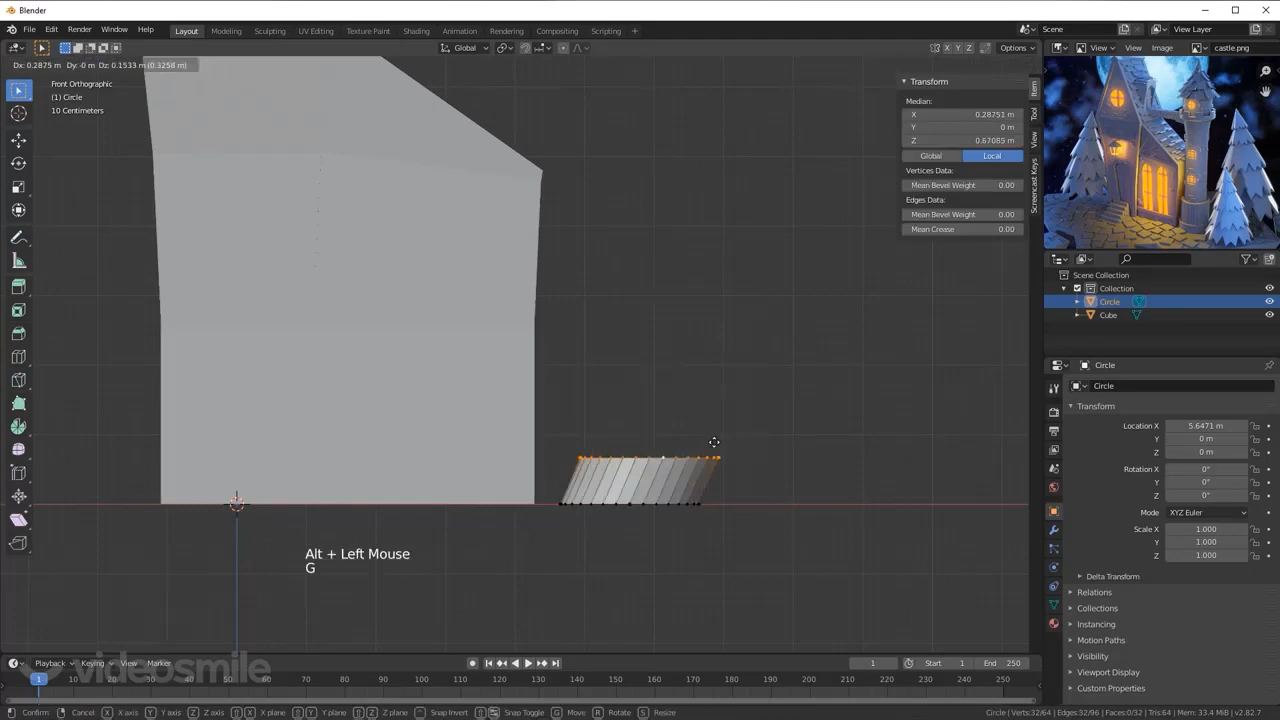 Blender
File Edit Render Window Help
Layout Modeling Sculpting UV Editing Texture Paint Shading Animation Rendering Compositing Scripting +
Scene
View Layer
Global
X Y Z Options
View View Image castle.png
Dx: 0.2875 m Dy: -0 m Dz: 0.1533 m (0.3258 m)
Front Orthographic
(1) Circle
10 Centimeters
Transform
Median:
X 0.28751 m
Y 0 m
Z 0.67085 m
Global Local
Vertices Data:
Mean Bevel Weight 0.00
Edges Data:
Mean Bevel Weight 0.00
Mean Crease 0.00
Item
Tool
View
Screencast Keys
Scene Collection
Collection
Circle
Cube
Circle
Circle
Transform
Location X 5.6471 m
Y 0 m
Z 0 m
Rotation X 0°
Y 0°
Z 0°
Mode XYZ Euler
Scale X 1.000
Y 1.000
Z 1.000
Delta Transform
Relations
Collections
Instancing
Motion Paths
Visibility
Viewport Display
Custom Properties
Alt + Left Mouse
G
videosmile
Playback Keying View Marker
1 Start 1 End 250
1 10 20 30 40 50 60 70 80 90 100 110 120 130 140 150 160 170 180 190 200 210 220 230 240 250
Confirm Cancel X X axis Y Y axis Z Z axis X X plane Y Y plane Z Z plane Snap Invert Snap Toggle G Move R Rotate S Resize
Circle | Verts:32/64 | Edges:32/96 | Faces:0/32 | Tris:64 | Mem: 33.4 MiB | v2.82.7